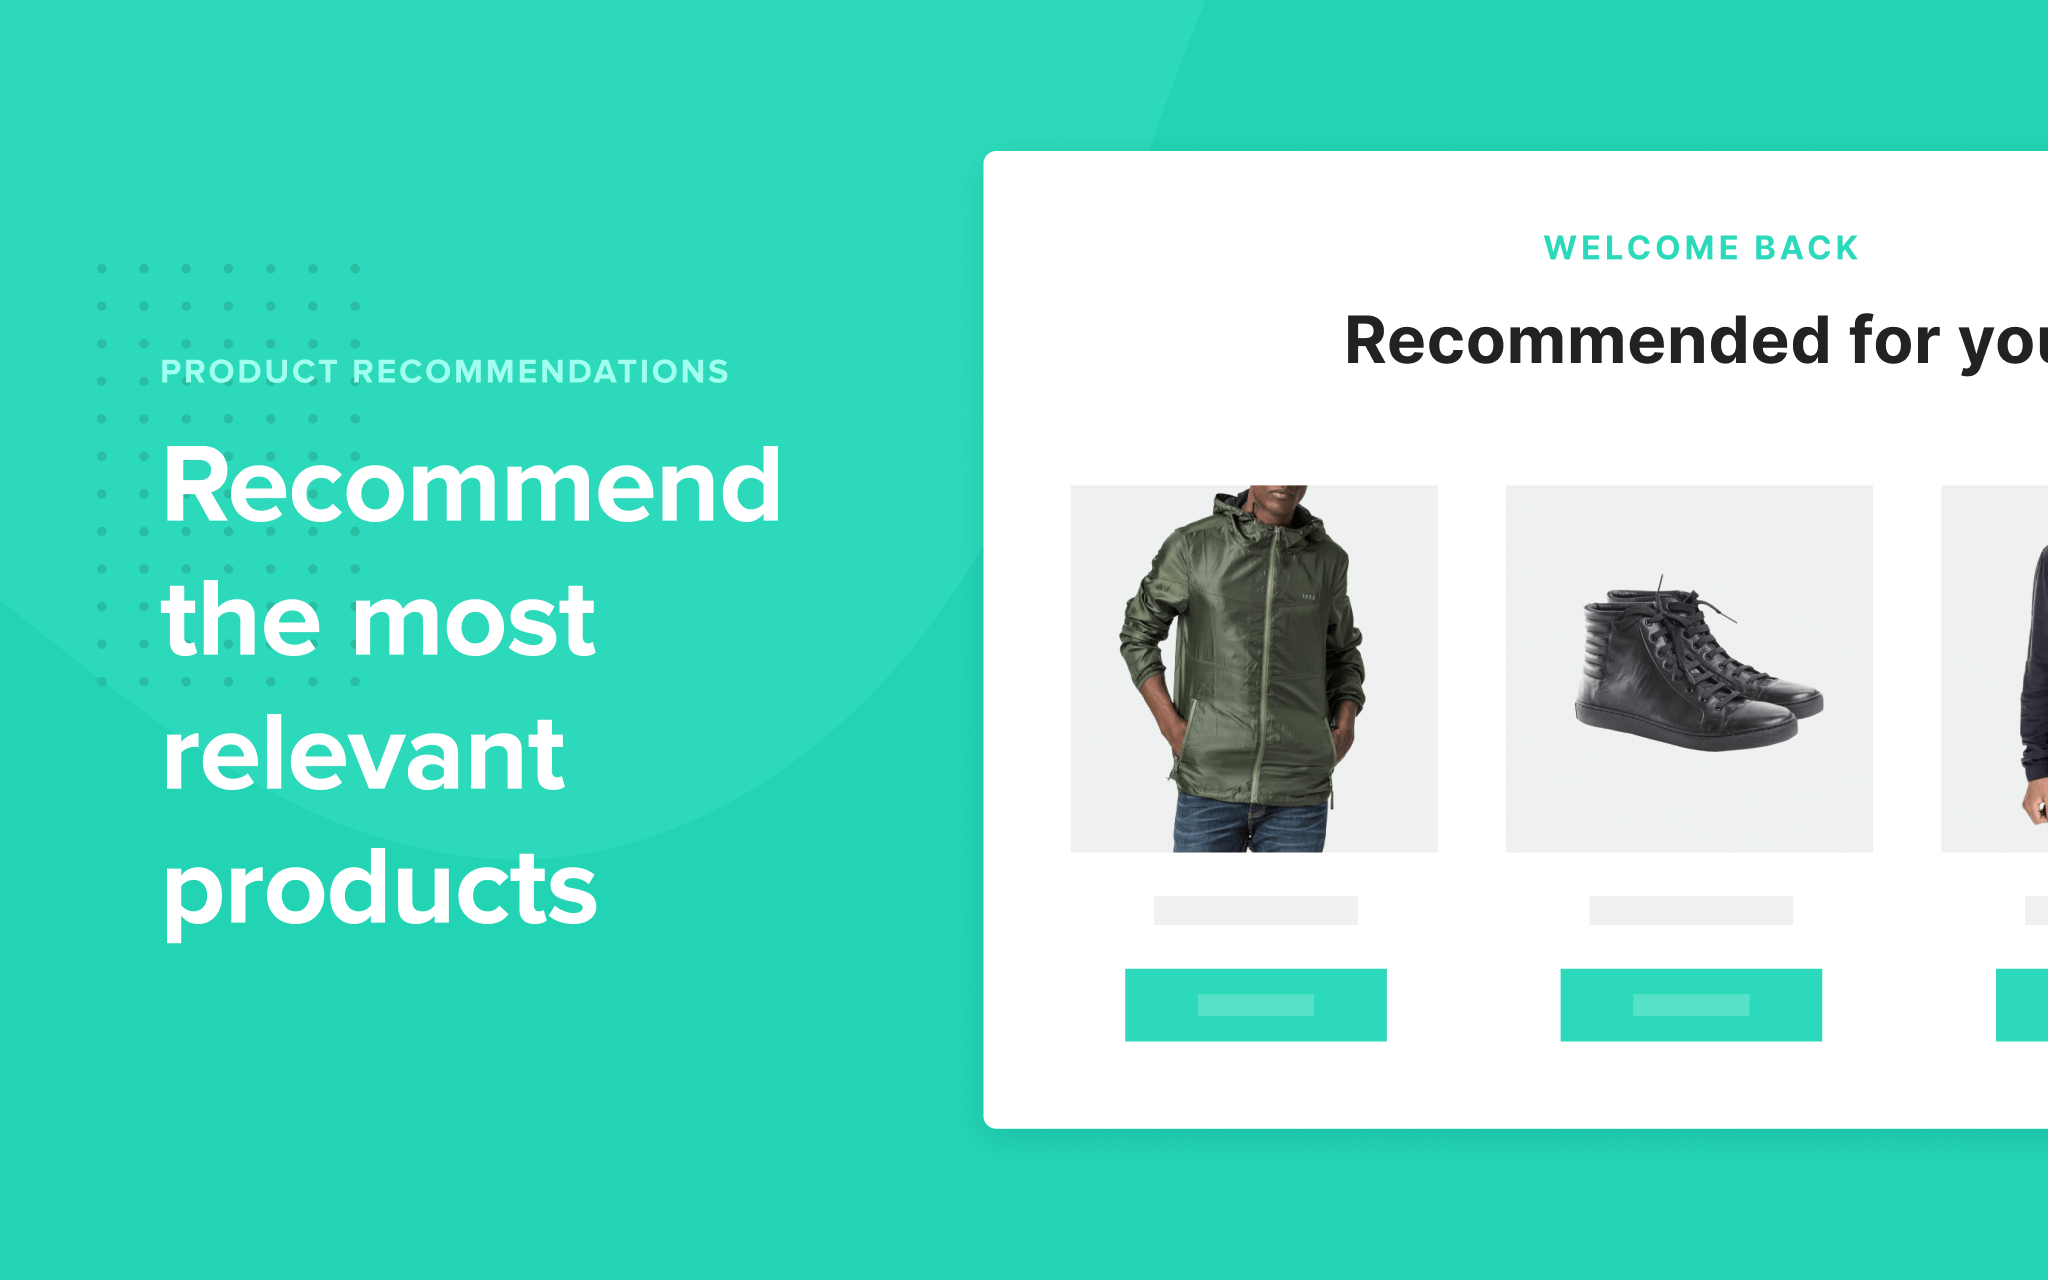 PRODUCT RECOMMENDATIONS
Recommend
the most
relevant
products
WELCOME BACK
Recommended for you